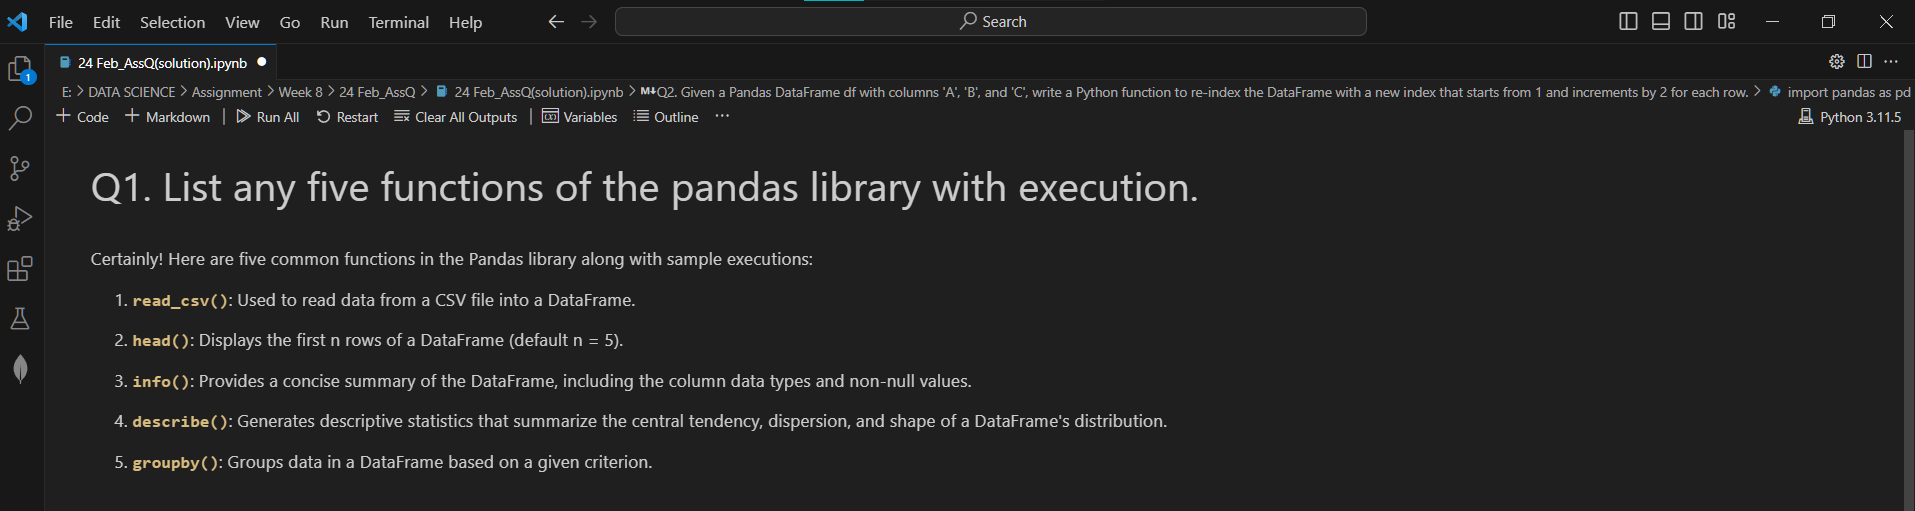 File Edit Selection View Go Run Terminal Help Search
24 Feb_AssQ(solution).ipynb
E: > DATA SCIENCE > Assignment > Week 8 > 24 Feb_AssQ > 24 Feb_AssQ(solution).ipynb > M↓Q2. Given a Pandas DataFrame df with columns 'A', 'B', and 'C', write a Python function to re-index the DataFrame with a new index that starts from 1 and increments by 2 for each row. > import pandas as pd
+ Code + Markdown | Run All Restart Clear All Outputs | Variables Outline ··· Python 3.11.5
1
Q1. List any five functions of the pandas library with execution.
Certainly! Here are five common functions in the Pandas library along with sample executions:
1. read_csv(): Used to read data from a CSV file into a DataFrame.
2. head(): Displays the first n rows of a DataFrame (default n = 5).
3. info(): Provides a concise summary of the DataFrame, including the column data types and non-null values.
4. describe(): Generates descriptive statistics that summarize the central tendency, dispersion, and shape of a DataFrame's distribution.
5. groupby(): Groups data in a DataFrame based on a given criterion.